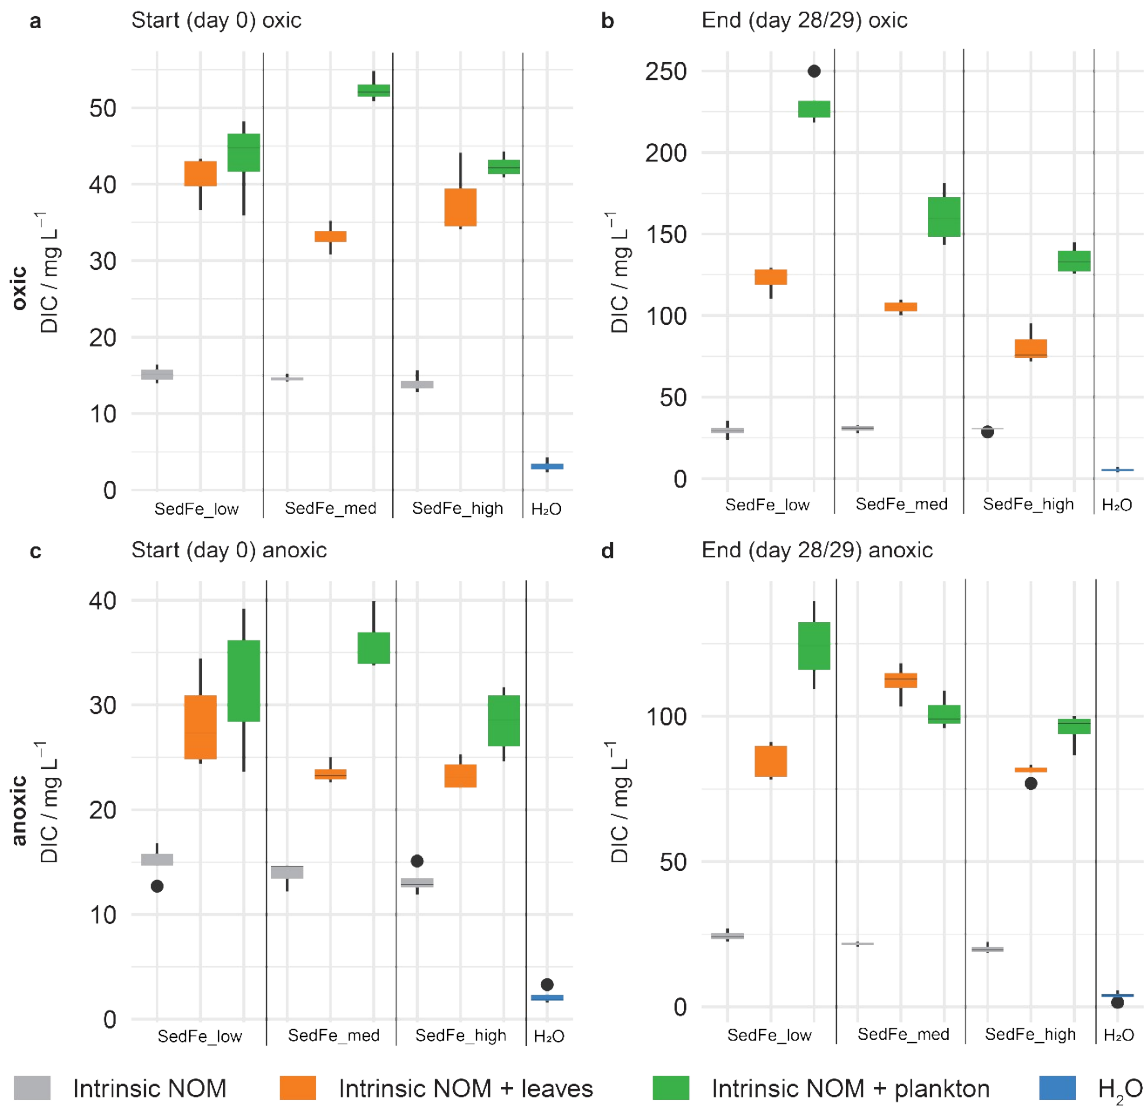 a Start (day 0) oxic
oxic
DIC / mg L⁻¹
50
40
30
20
10
0
SedFe_low SedFe_med SedFe_high H₂O
b End (day 28/29) oxic
DIC / mg L⁻¹
250
200
150
100
50
0
SedFe_low SedFe_med SedFe_high H₂O
c Start (day 0) anoxic
anoxic
DIC / mg L⁻¹
40
30
20
10
0
SedFe_low SedFe_med SedFe_high H₂O
d End (day 28/29) anoxic
DIC / mg L⁻¹
100
50
0
SedFe_low SedFe_med SedFe_high H₂O
Intrinsic NOM Intrinsic NOM + leaves Intrinsic NOM + plankton H₂O